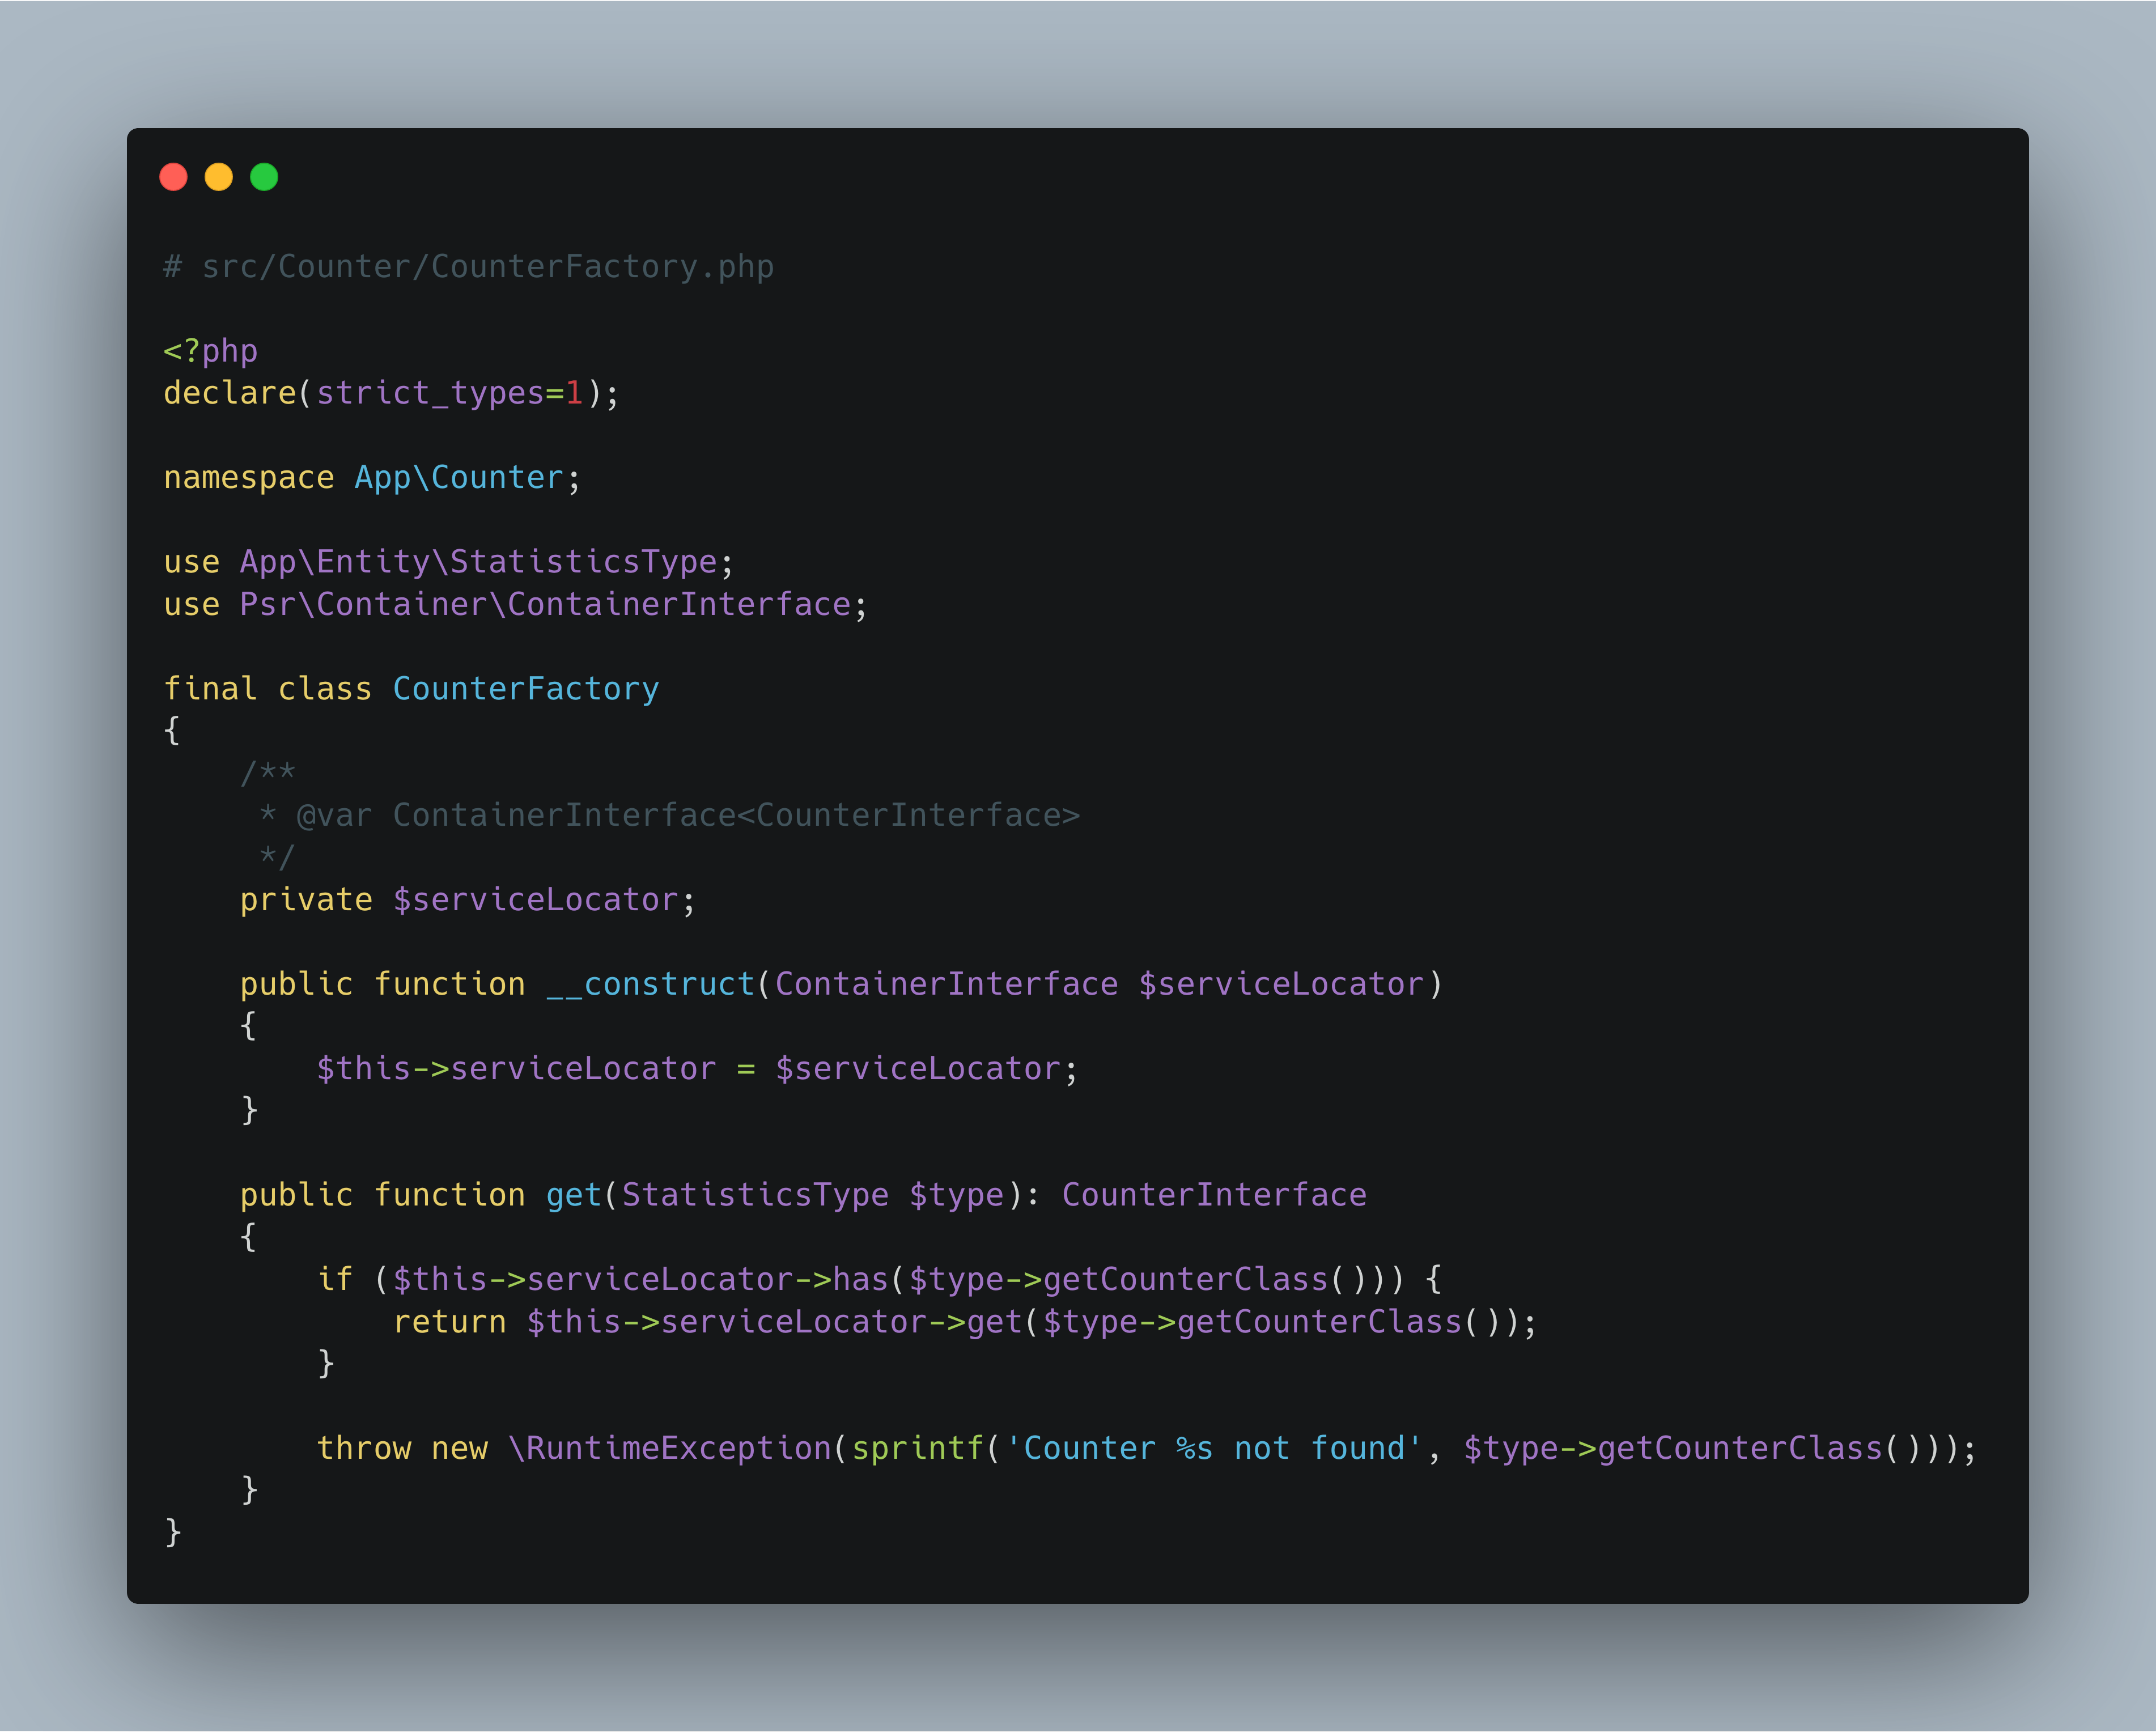 # src/Counter/CounterFactory.php

<?php
declare(strict_types=1);

namespace App\Counter;

use App\Entity\StatisticsType;
use Psr\Container\ContainerInterface;

final class CounterFactory
{
    /**
     * @var ContainerInterface<CounterInterface>
     */
    private $serviceLocator;

    public function __construct(ContainerInterface $serviceLocator)
    {
        $this->serviceLocator = $serviceLocator;
    }

    public function get(StatisticsType $type): CounterInterface
    {
        if ($this->serviceLocator->has($type->getCounterClass())) {
            return $this->serviceLocator->get($type->getCounterClass());
        }

        throw new \RuntimeException(sprintf('Counter %s not found', $type->getCounterClass()));
    }
}